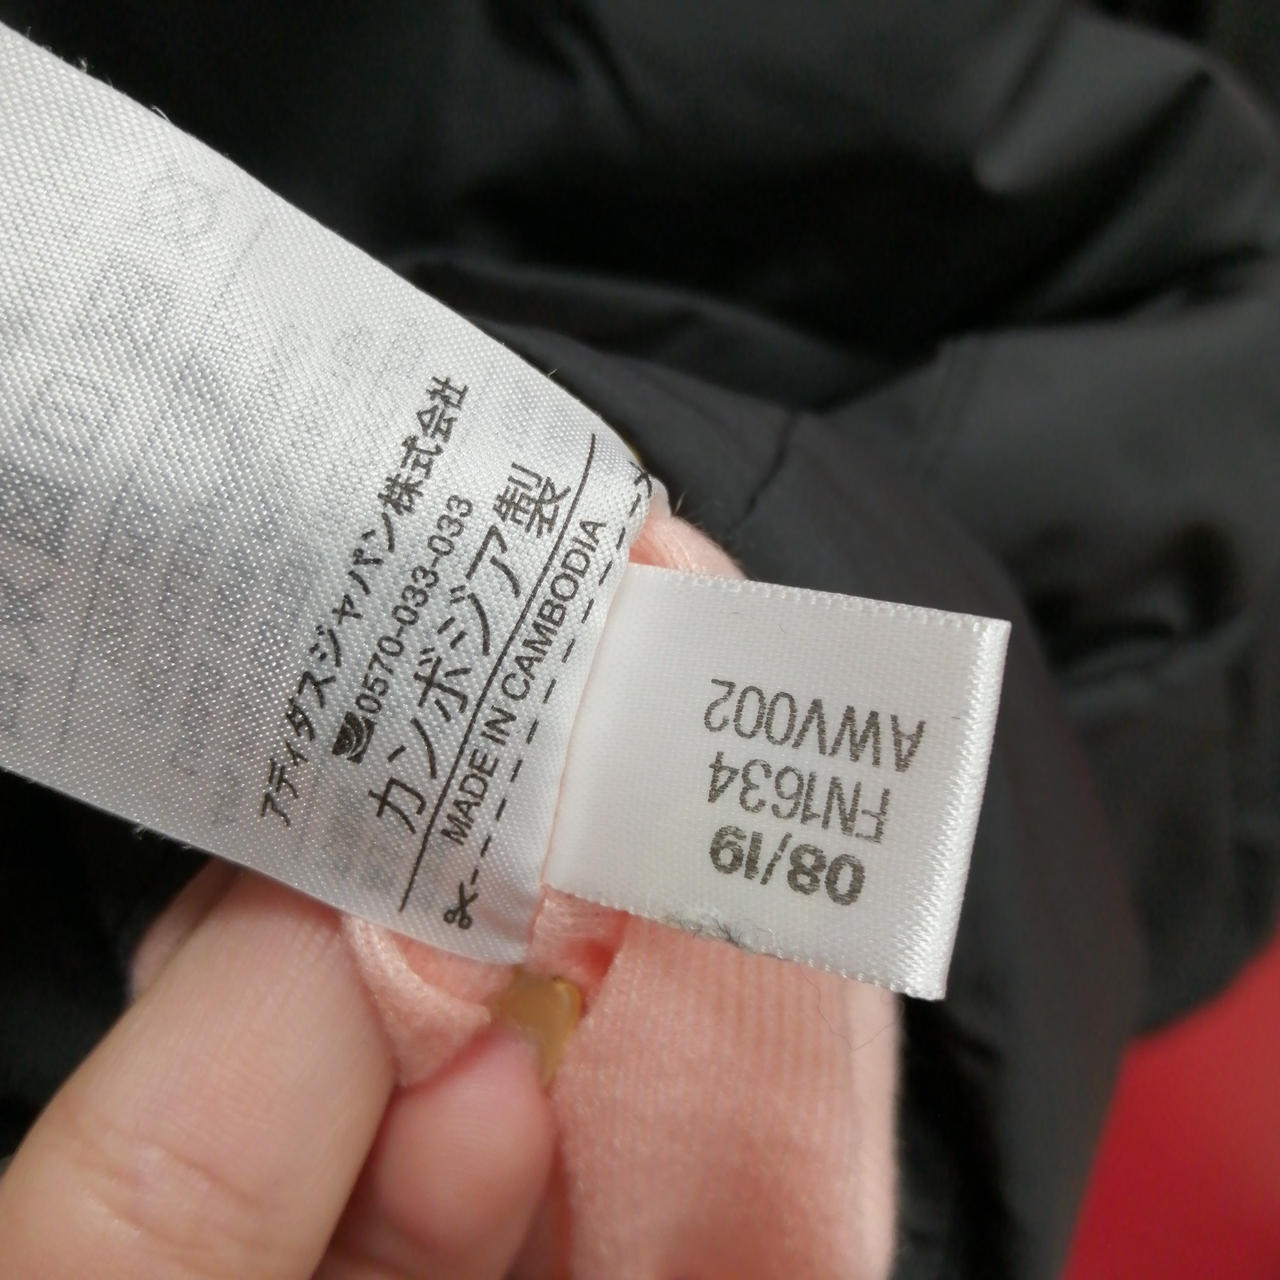 アディダスジャパン株式会社
☎0570-033-033
カンボジア製
MADE IN CAMBODIA
08/19
FN1634
AWV002